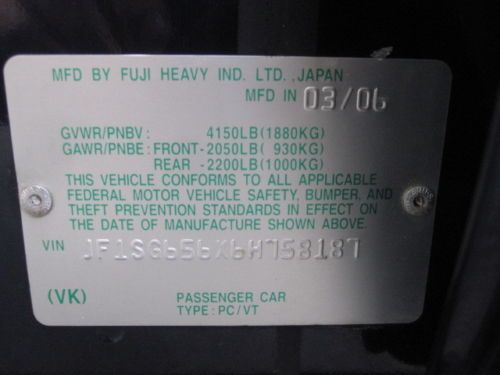 MFD BY FUJI HEAVY IND. LTD.,JAPAN
MFD IN 03/06
GVWR/PNBV: 4150LB(1880KG)
GAWR/PNBE: FRONT-2050LB( 930KG)
REAR -2200LB(1000KG)
THIS VEHICLE CONFORMS TO ALL APPLICABLE
FEDERAL MOTOR VEHICLE SAFETY, BUMPER, AND
THEFT PREVENTION STANDARDS IN EFFECT ON
THE DATE OF MANUFACTURE SHOWN ABOVE.
VIN JF1SG656X6H758187
(VK) PASSENGER CAR
TYPE: PC/VT